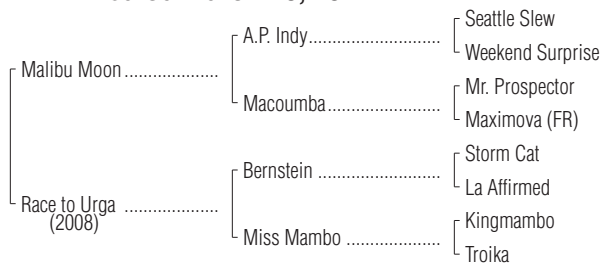 Malibu Moon
A.P. Indy
Seattle Slew
Weekend Surprise
Macoumba
Mr. Prospector
Maximova (FR)
Race to Urga
(2008)
Bernstein
Storm Cat
La Affirmed
Miss Mambo
Kingmambo
Troika